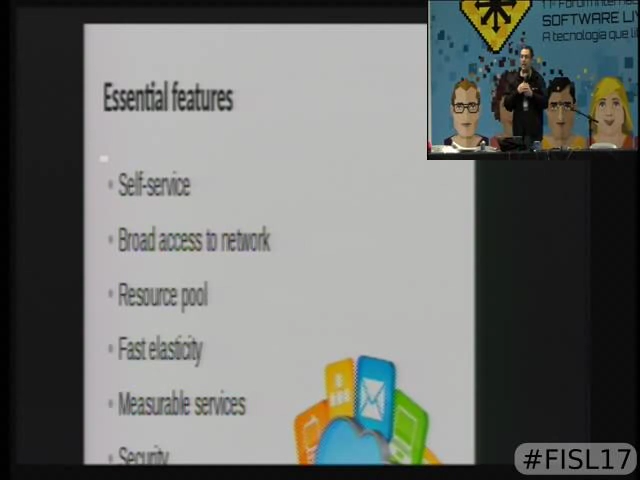 Essential features
• Self-service
• Broad access to network
• Resource pool
• Fast elasticity
• Measurable services
• Security
SOFTWARE LI
A tecnologia que li
#FISL17